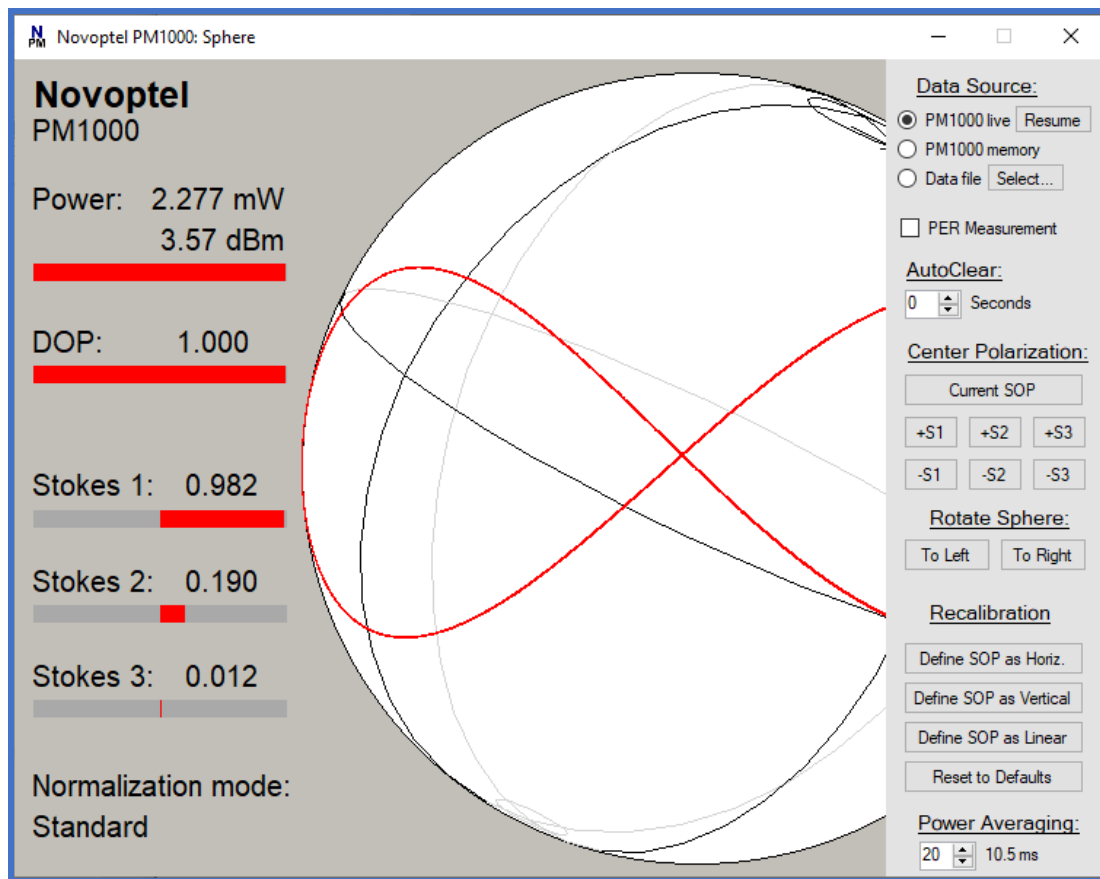 Novoptel PM1000: Sphere
Novoptel
PM1000
Power: 2.277 mW
3.57 dBm
DOP: 1.000
Stokes 1: 0.982
Stokes 2: 0.190
Stokes 3: 0.012
Normalization mode:
Standard
Data Source:
PM1000 live Resume
PM1000 memory
Data file Select...
PER Measurement
AutoClear:
0 Seconds
Center Polarization:
Current SOP
+S1 +S2 +S3
-S1 -S2 -S3
Rotate Sphere:
To Left To Right
Recalibration
Define SOP as Horiz.
Define SOP as Vertical
Define SOP as Linear
Reset to Defaults
Power Averaging:
20 10.5 ms